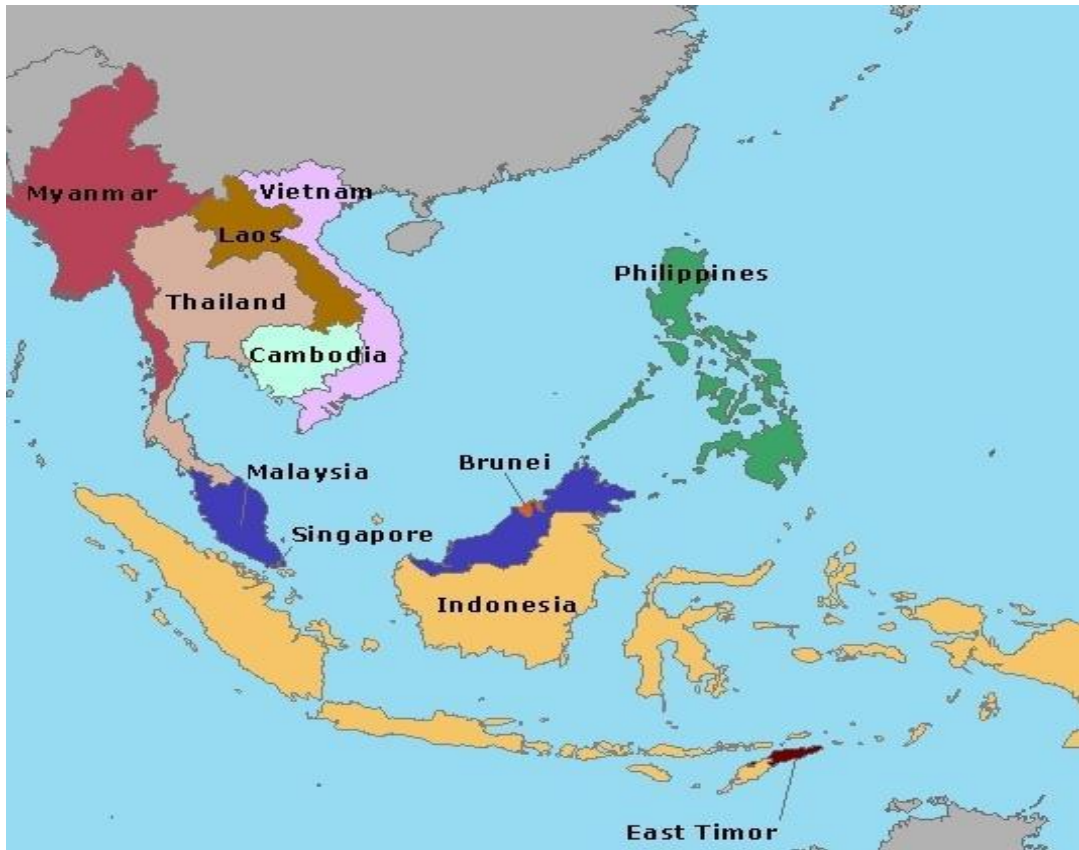 Myanmar
Vietnam
Laos
Philippines
Thailand
Cambodia
Brunei
Malaysia
Singapore
Indonesia
East Timor